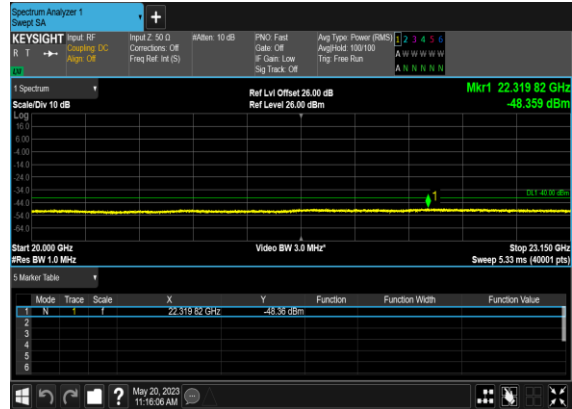 Spectrum Analyzer 1
Swept SA
KEYSIGHT Input: RF Input Z: 50 Ω #Atten: 10 dB PNO: Fast Avg Type: Power (RMS) 1 2 3 4 5 6
R T Coupling: DC Corrections: Off Gate: Off Avg|Hold: 100/100 A W W W W W
Align: Off Freq Ref: Int (S) IF Gain: Low Trig: Free Run
Sig Track: Off A N N N N N
1 Spectrum
Ref Lvl Offset 26.00 dB Mkr1 22.319 82 GHz
Scale/Div 10 dB Ref Level 26.00 dBm -48.359 dBm
Log
16.0
6.00
-4.00
-14.0
-24.0
-34.0
1
DL1 -40.00 dBm
-44.0
-54.0
-64.0
Start 20.000 GHz Video BW 3.0 MHz* Stop 23.150 GHz
#Res BW 1.0 MHz Sweep 5.33 ms (40001 pts)
5 Marker Table
Mode Trace Scale X Y Function Function Width Function Value
1 N 1 f 22.319 82 GHz -48.36 dBm
2
3
4
5
6
? May 20, 2023
11:16:06 AM